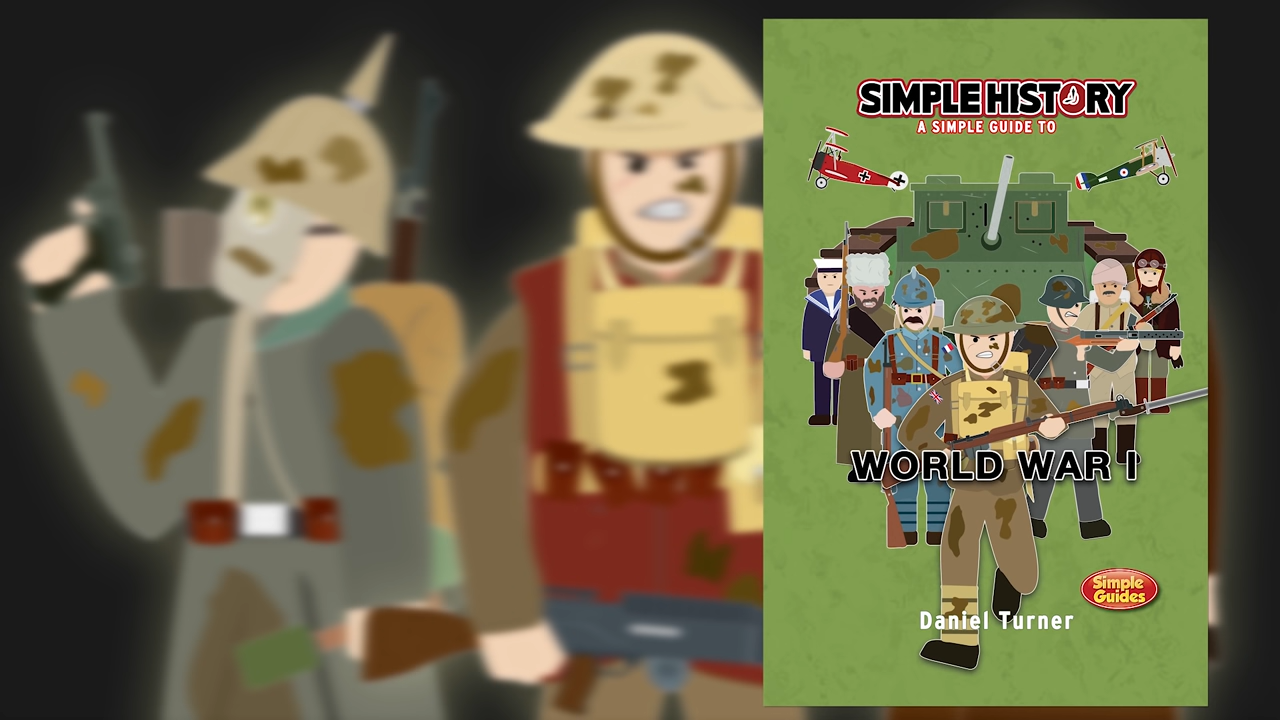 SIMPLE HISTORY
A SIMPLE GUIDE TO
WORLD WAR I
Simple
Guides
Daniel Turner